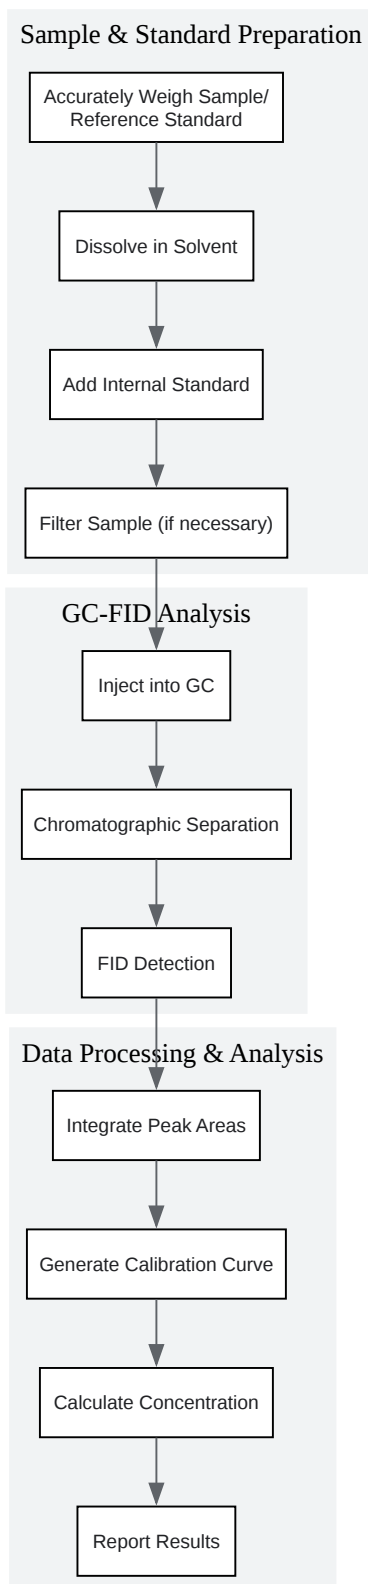 Sample & Standard Preparation
Accurately Weigh Sample/
Reference Standard
Dissolve in Solvent
Add Internal Standard
Filter Sample (if necessary)
GC-FID Analysis
Inject into GC
Chromatographic Separation
FID Detection
Data Processing & Analysis
Integrate Peak Areas
Generate Calibration Curve
Calculate Concentration
Report Results